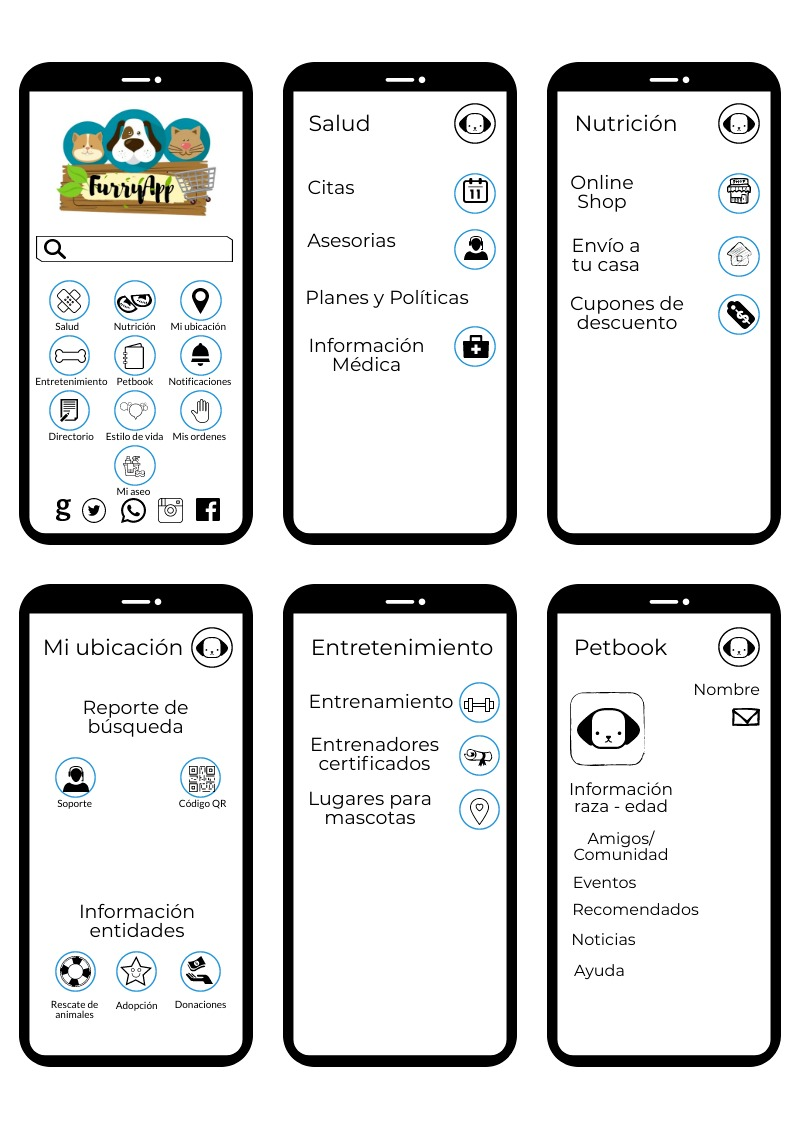 FurryApp
Salud
Nutrición
Mi ubicación
Entretenimiento
Petbook
Notificaciones
Directorio
Estilo de vida
Mis ordenes
Mi aseo
g
Salud
Citas
11
Asesorias
Planes y Políticas
Información
Médica
Nutrición
Online
Shop
SHOP
Envío a
tu casa
Cupones de
descuento
$
Mi ubicación
Reporte de
búsqueda
Soporte
Código QR
Información
entidades
Rescate de
animales
Adopción
Donaciones
Entretenimiento
Entrenamiento
Entrenadores
certificados
Lugares para
mascotas
Petbook
Nombre
Información
raza - edad
Amigos/
Comunidad
Eventos
Recomendados
Noticias
Ayuda